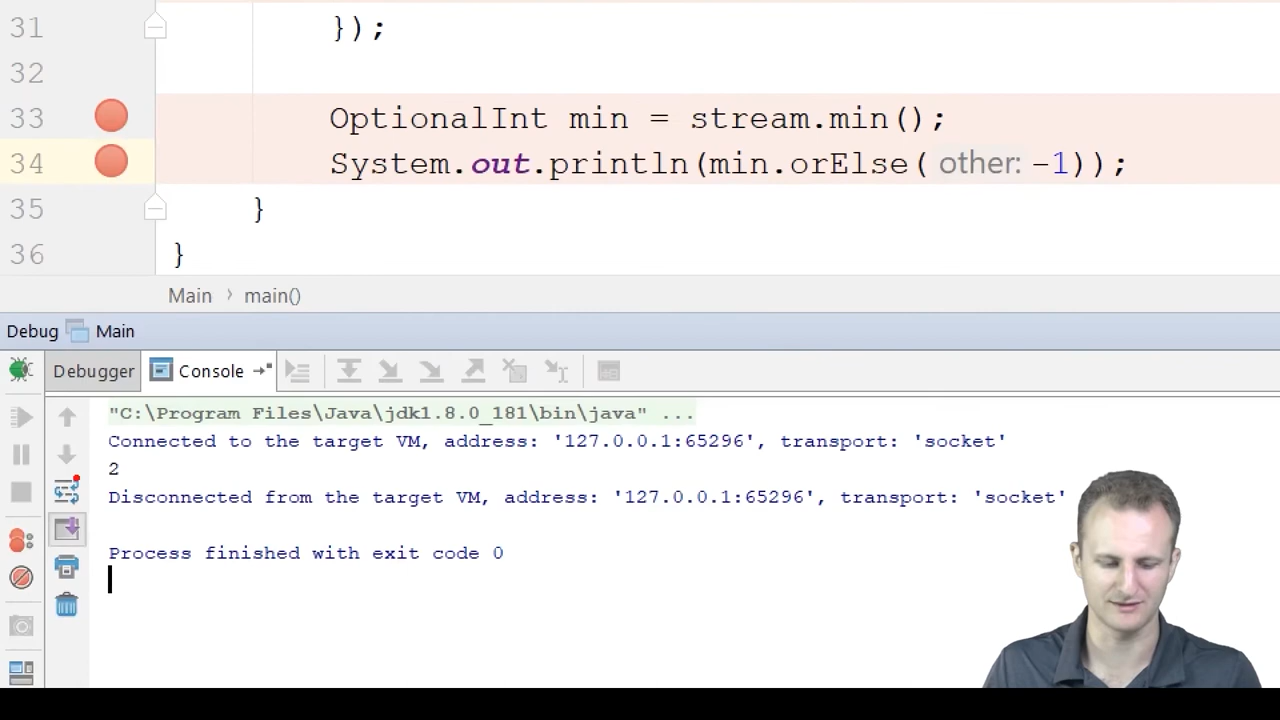 31 });
32
33 OptionalInt min = stream.min();
34 System.out.println(min.orElse( other: -1));
35 }
36 }
Main › main()
Debug Main
Debugger Console
"C:\Program Files\Java\jdk1.8.0_181\bin\java" ...
Connected to the target VM, address: '127.0.0.1:65296', transport: 'socket'
2
Disconnected from the target VM, address: '127.0.0.1:65296', transport: 'socket'
Process finished with exit code 0